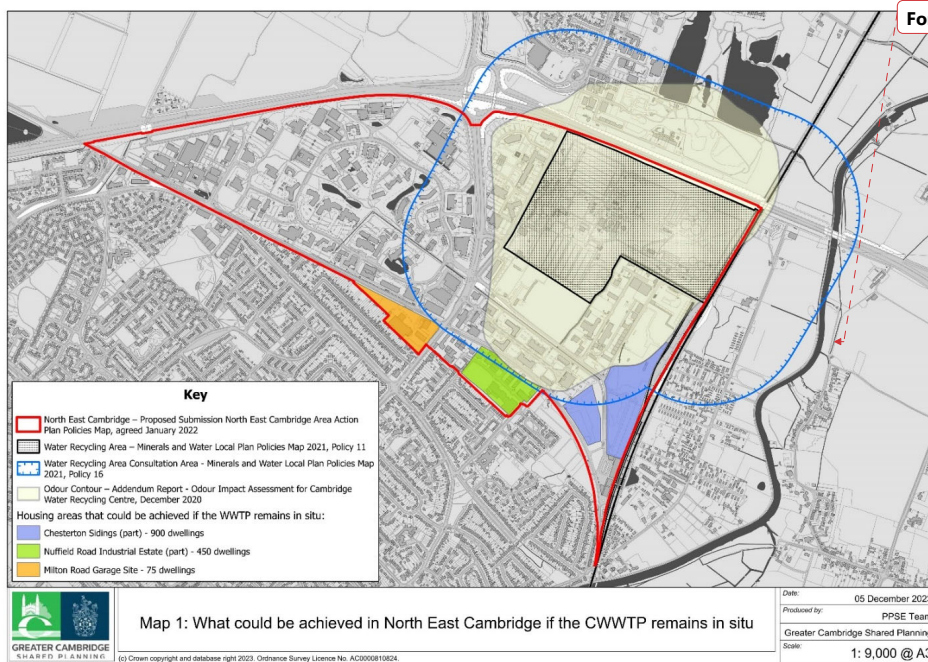 Fo
Key
North East Cambridge – Proposed Submission North East Cambridge Area Action
Plan Policies Map, agreed January 2022
Water Recycling Area – Minerals and Water Local Plan Policies Map 2021, Policy 11
Water Recycling Area Consultation Area - Minerals and Water Local Plan Policies Map
2021, Policy 16
Odour Contour – Addendum Report - Odour Impact Assessment for Cambridge
Water Recycling Centre, December 2020
Housing areas that could be achieved if the WWTP remains in situ:
Chesterton Sidings (part) - 900 dwellings
Nuffield Road Industrial Estate (part) - 450 dwellings
Milton Road Garage Site - 75 dwellings
GREATER CAMBRIDGE
SHARED PLANNING
Map 1: What could be achieved in North East Cambridge if the CWWTP remains in situ
(c) Crown copyright and database right 2023. Ordnance Survey Licence No. AC0000810824.
Date:
05 December 2023
Produced by:
PPSE Team
Greater Cambridge Shared Planning
Scale:
1: 9,000 @ A3